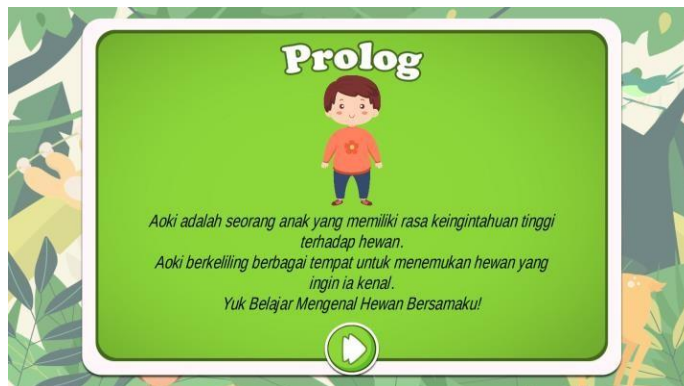 Prolog
Aoki adalah seorang anak yang memiliki rasa keingintahuan tinggi
terhadap hewan.
Aoki berkeliling berbagai tempat untuk menemukan hewan yang
ingin ia kenal.
Yuk Belajar Mengenal Hewan Bersamaku!